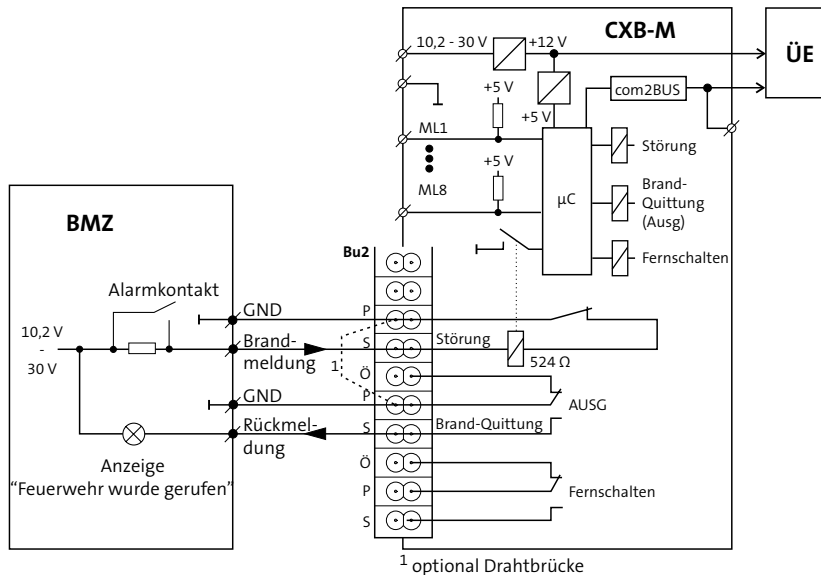 CXB-M
ÜE
10,2 - 30 V
+12 V
+5 V
+5 V
com2BUS
ML1
+5 V
ML8
µC
Störung
Brand-
Quittung
(Ausg)
Fernschalten
BMZ
Bu2
Alarmkontakt
GND
P
10,2 V
-
30 V
Brand-
meldung
S
Störung
524 Ω
1
Ö
GND
P
AUSG
Rückmel-
dung
S
Brand-Quittung
Anzeige
"Feuerwehr wurde gerufen"
Ö
P
Fernschalten
S
1 optional Drahtbrücke